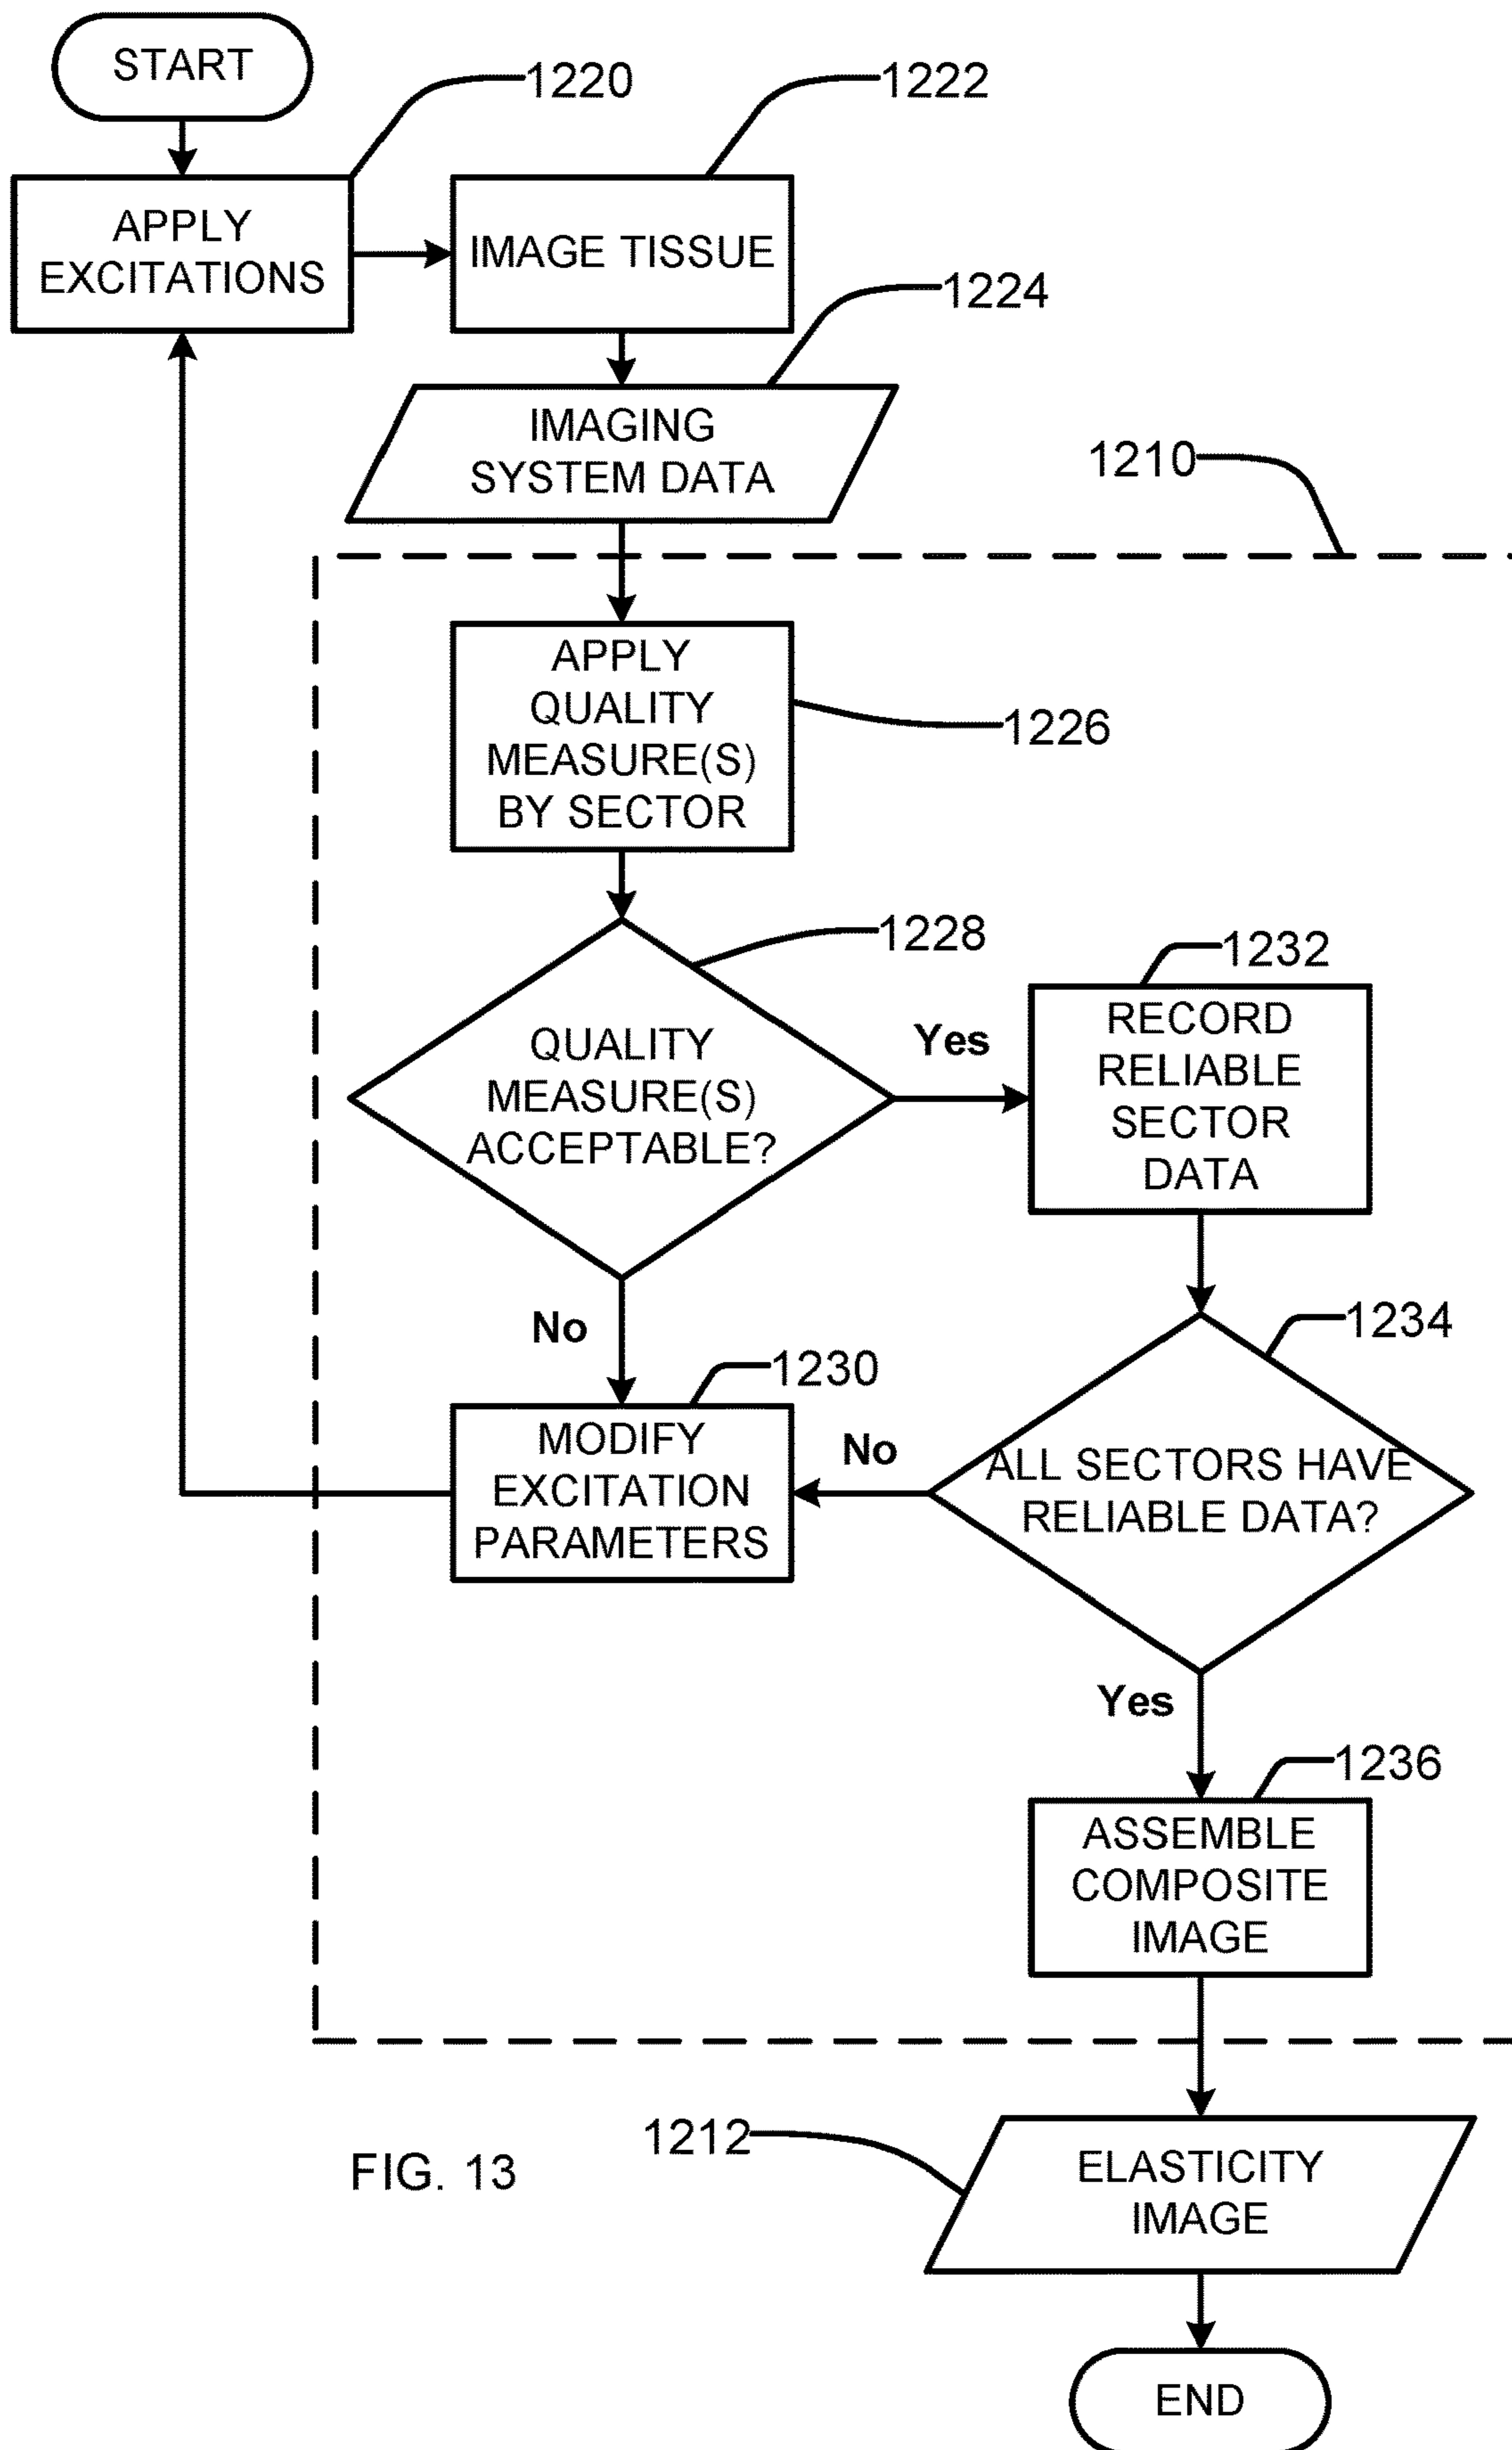 START
1220
1222
APPLY
EXCITATIONS
IMAGE TISSUE
1224
IMAGING
SYSTEM DATA
1210
APPLY
QUALITY
MEASURE(S)
BY SECTOR
1226
1228
QUALITY
MEASURE(S)
ACCEPTABLE?
Yes
1232
RECORD
RELIABLE
SECTOR
DATA
No
1230
MODIFY
EXCITATION
PARAMETERS
No
1234
ALL SECTORS HAVE
RELIABLE DATA?
Yes
1236
ASSEMBLE
COMPOSITE
IMAGE
1212
ELASTICITY
IMAGE
FIG. 13
END